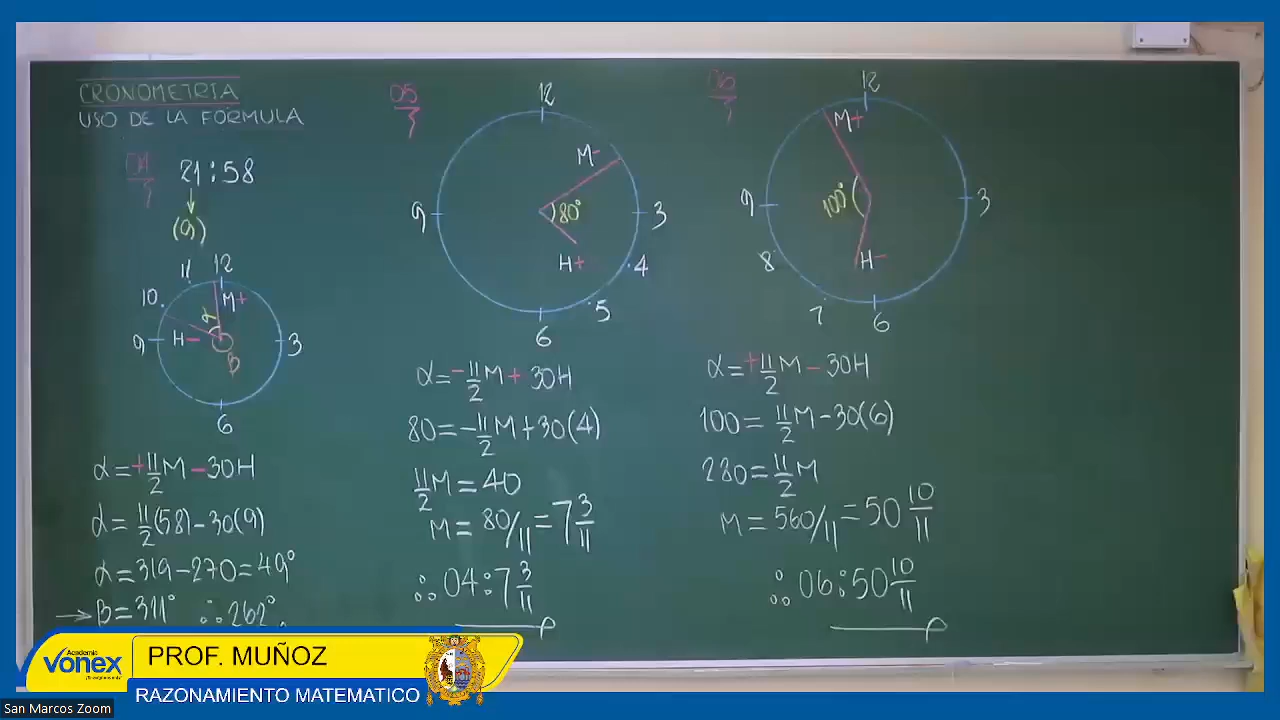 CRONOMETRIA
USO DE LA FORMULA
04
21:58
(9)
12
11
10
9
3
6
M+
H-
α
β
α=+11/2M-30H
α=11/2(58)-30(9)
α=319-270=49°
→β=311° ∴262°.
05
12
9
3
4
5
6
M-
80°
H+
α=-11/2M+30H
80=-11/2M+30(4)
11/2M=40
M=80/11=7 3/11
∴04:7 3/11
06
12
9
3
8
7
6
M+
100°
H-
α=+11/2M-30H
100=11/2M-30(6)
280=11/2M
M=560/11=50 10/11
∴06:50 10/11
Academia
vonex
PROF. MUÑOZ
RAZONAMIENTO MATEMATICO
San Marcos Zoom